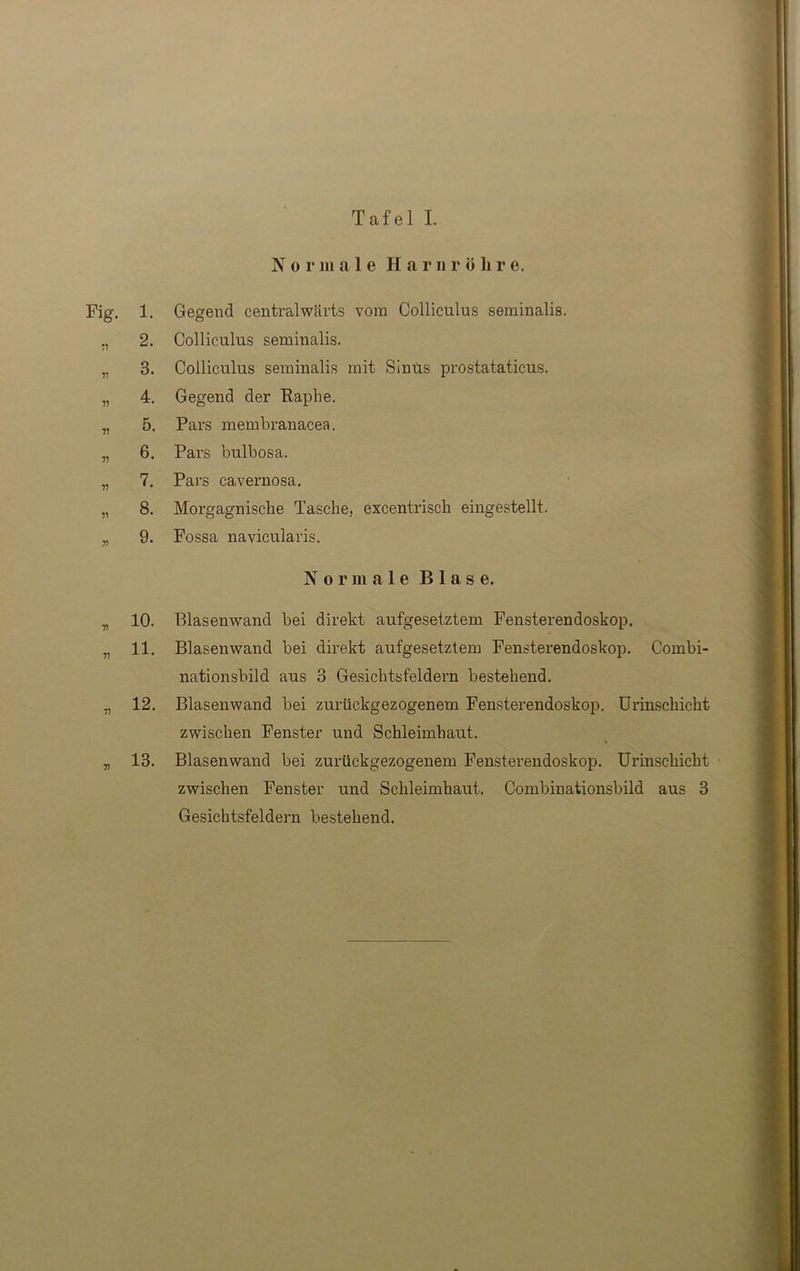 Tafel I.
Normale Harnröhre.
Fig. 1. Gegend centralwärts vom Colliculus seminalis.
„ 2. Colliculus seminalis.
„ 3. Colliculus seminalis mit Sinus prostataticus.
„ 4. Gegend der Raphe.
„ 5. Pars membranacea.
„ 6. Pars bulbosa.
„ 7. Pars cavernosa.
„ 8. Morgagnische Tasche, excentrisch eingestellt.
„ 9. Fossa navicularis.
Normale Blase.
„ 10. Blasenwand bei direkt aufgesetztem Fensterendoskop.
„ 11. Blasenwand bei direkt aufgesetztem Fensterendoskop. Combi-
nationsbild aus 3 Gesichtsfeldern bestehend.
„ 12. Blasenwand bei zurückgezogenem Fensterendoskop. Urinschicht
zwischen Fenster und Schleimhaut.
„ 13. Blasenwand bei zurückgezogenem Fensterendoskop. Urinschicht
zwischen Fenster und Schleimhaut. Combinationsbild aus 3
Gesichtsfeldern bestehend.